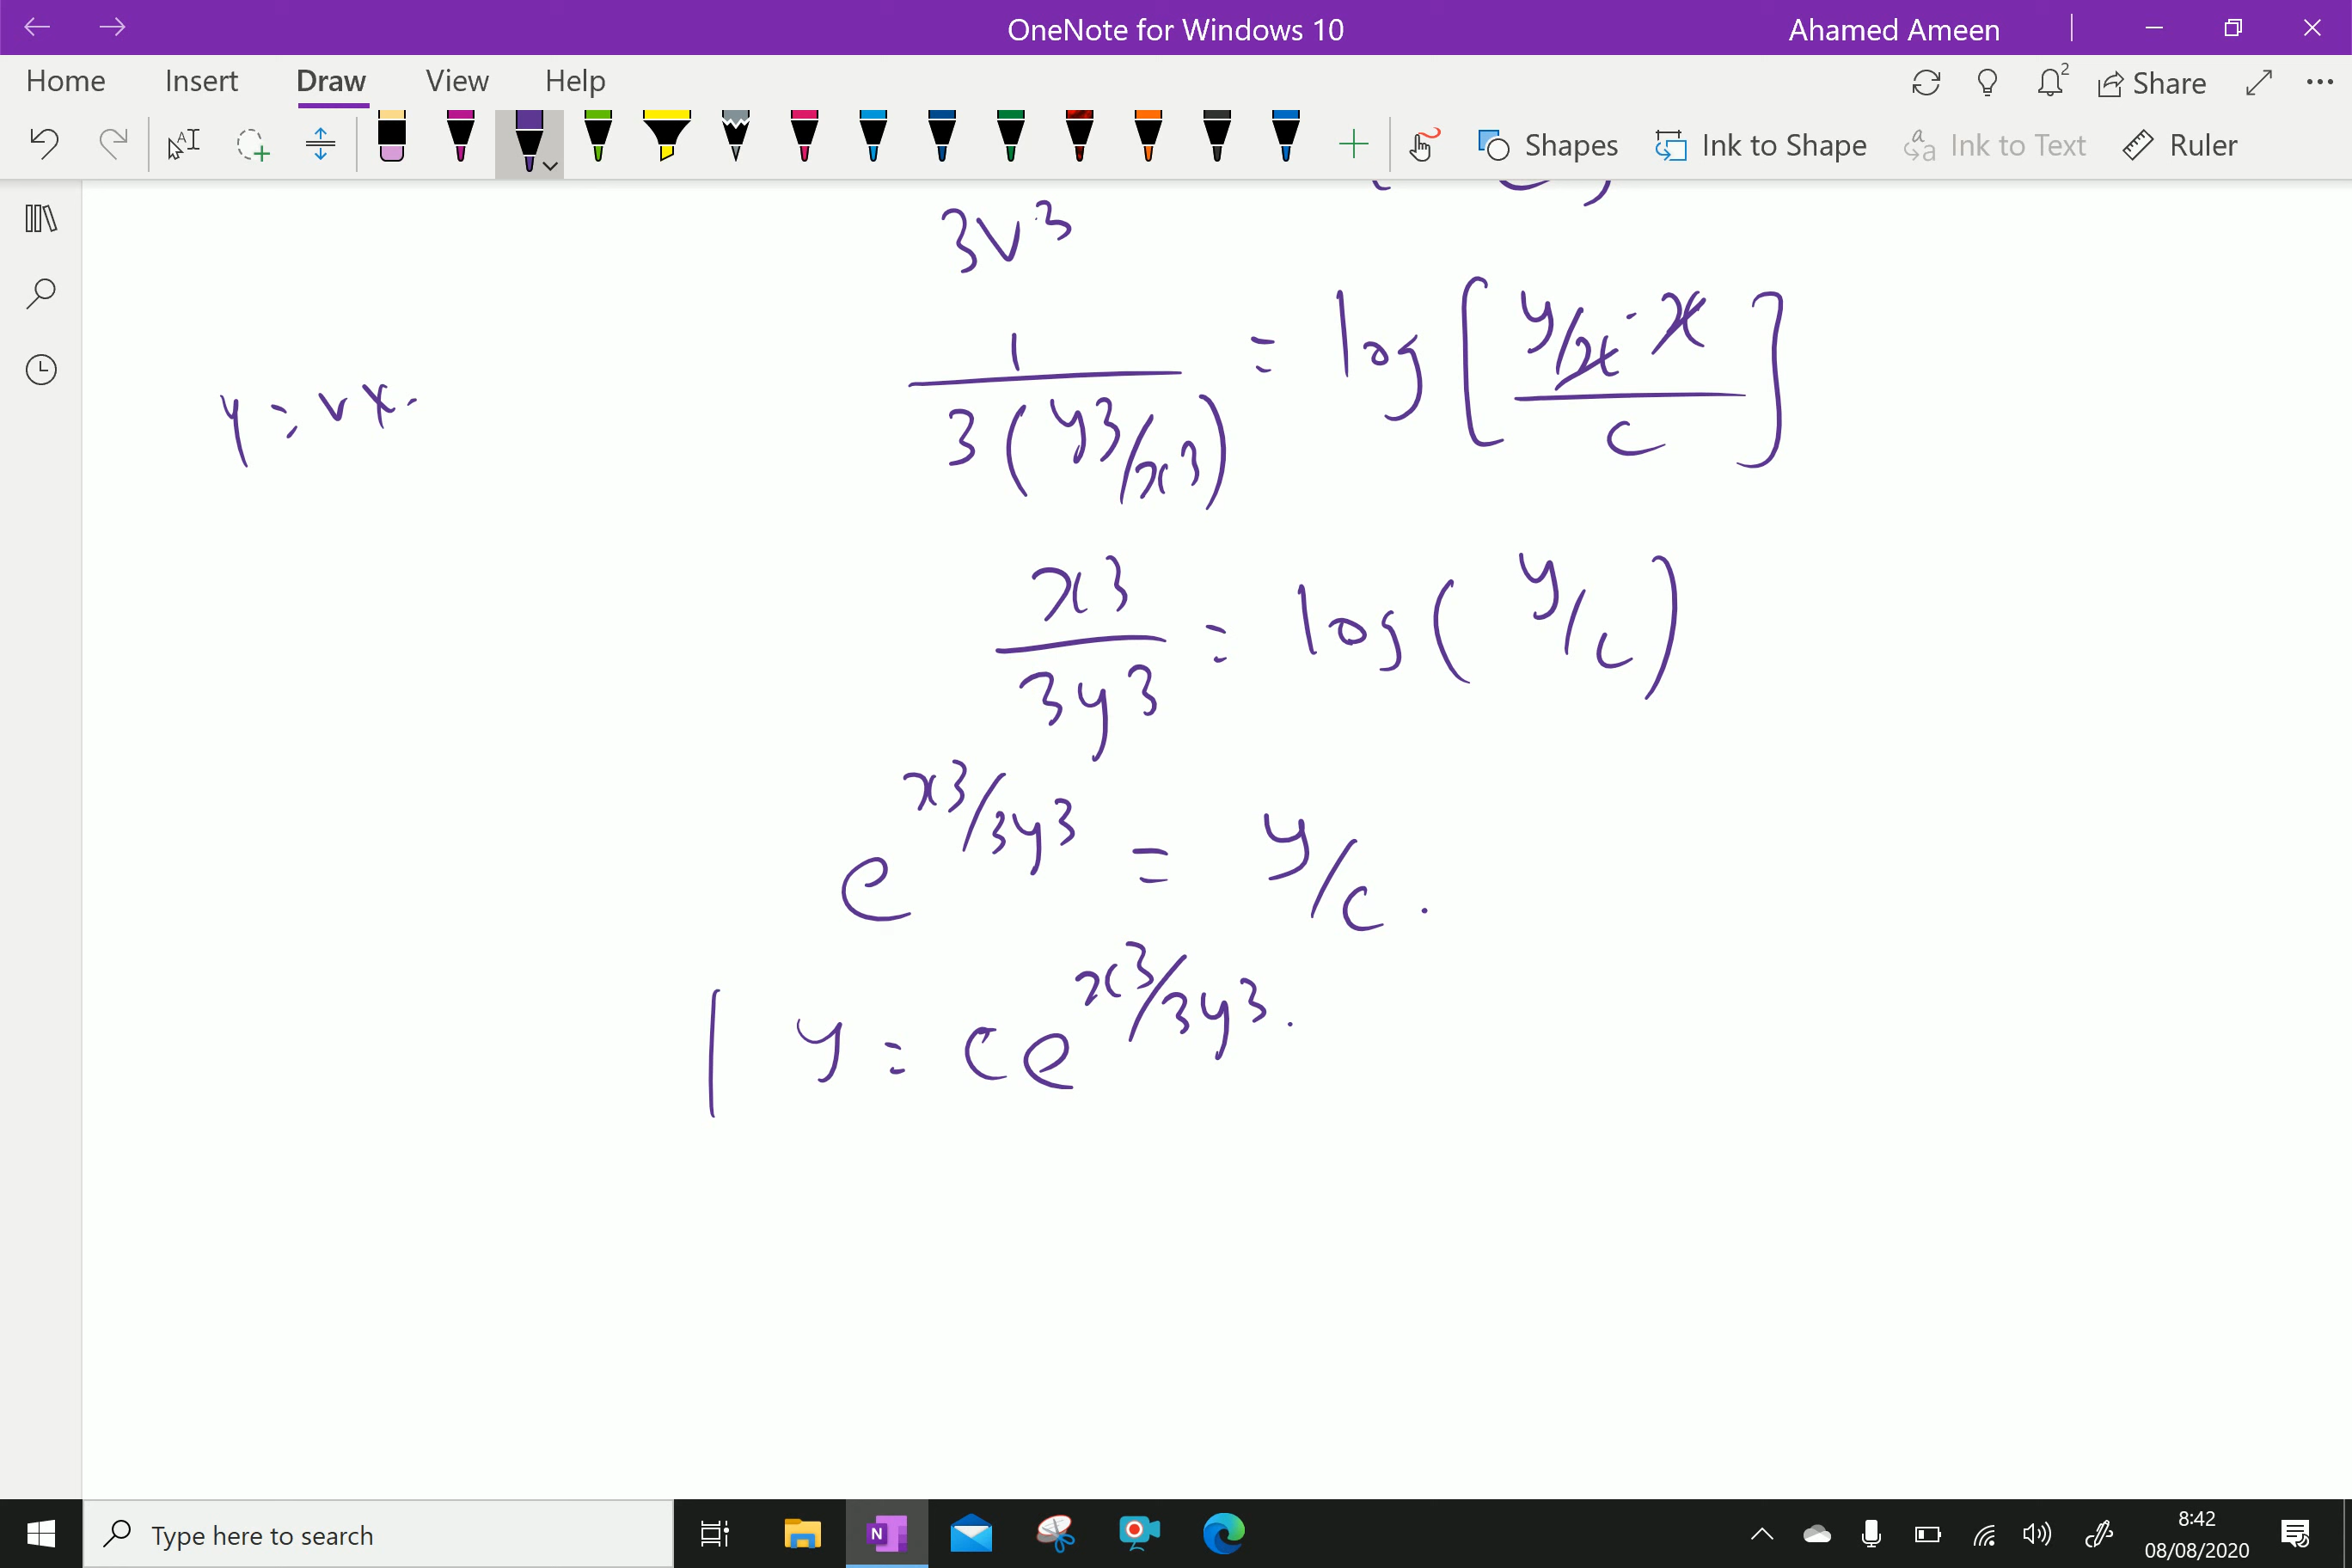 OneNote for Windows 10 Ahamed Ameen
Home Insert Draw View Help 2 Share
Shapes Ink to Shape Ink to Text Ruler
3v³
y = vx.
1 / 3(y³/x³) = log[(y/x · x) / c]
x³ / 3y³ = log(y/c)
e^(x³/3y³) = y/c.
y = ce^(x³/3y³).
Type here to search
8:42
08/08/2020